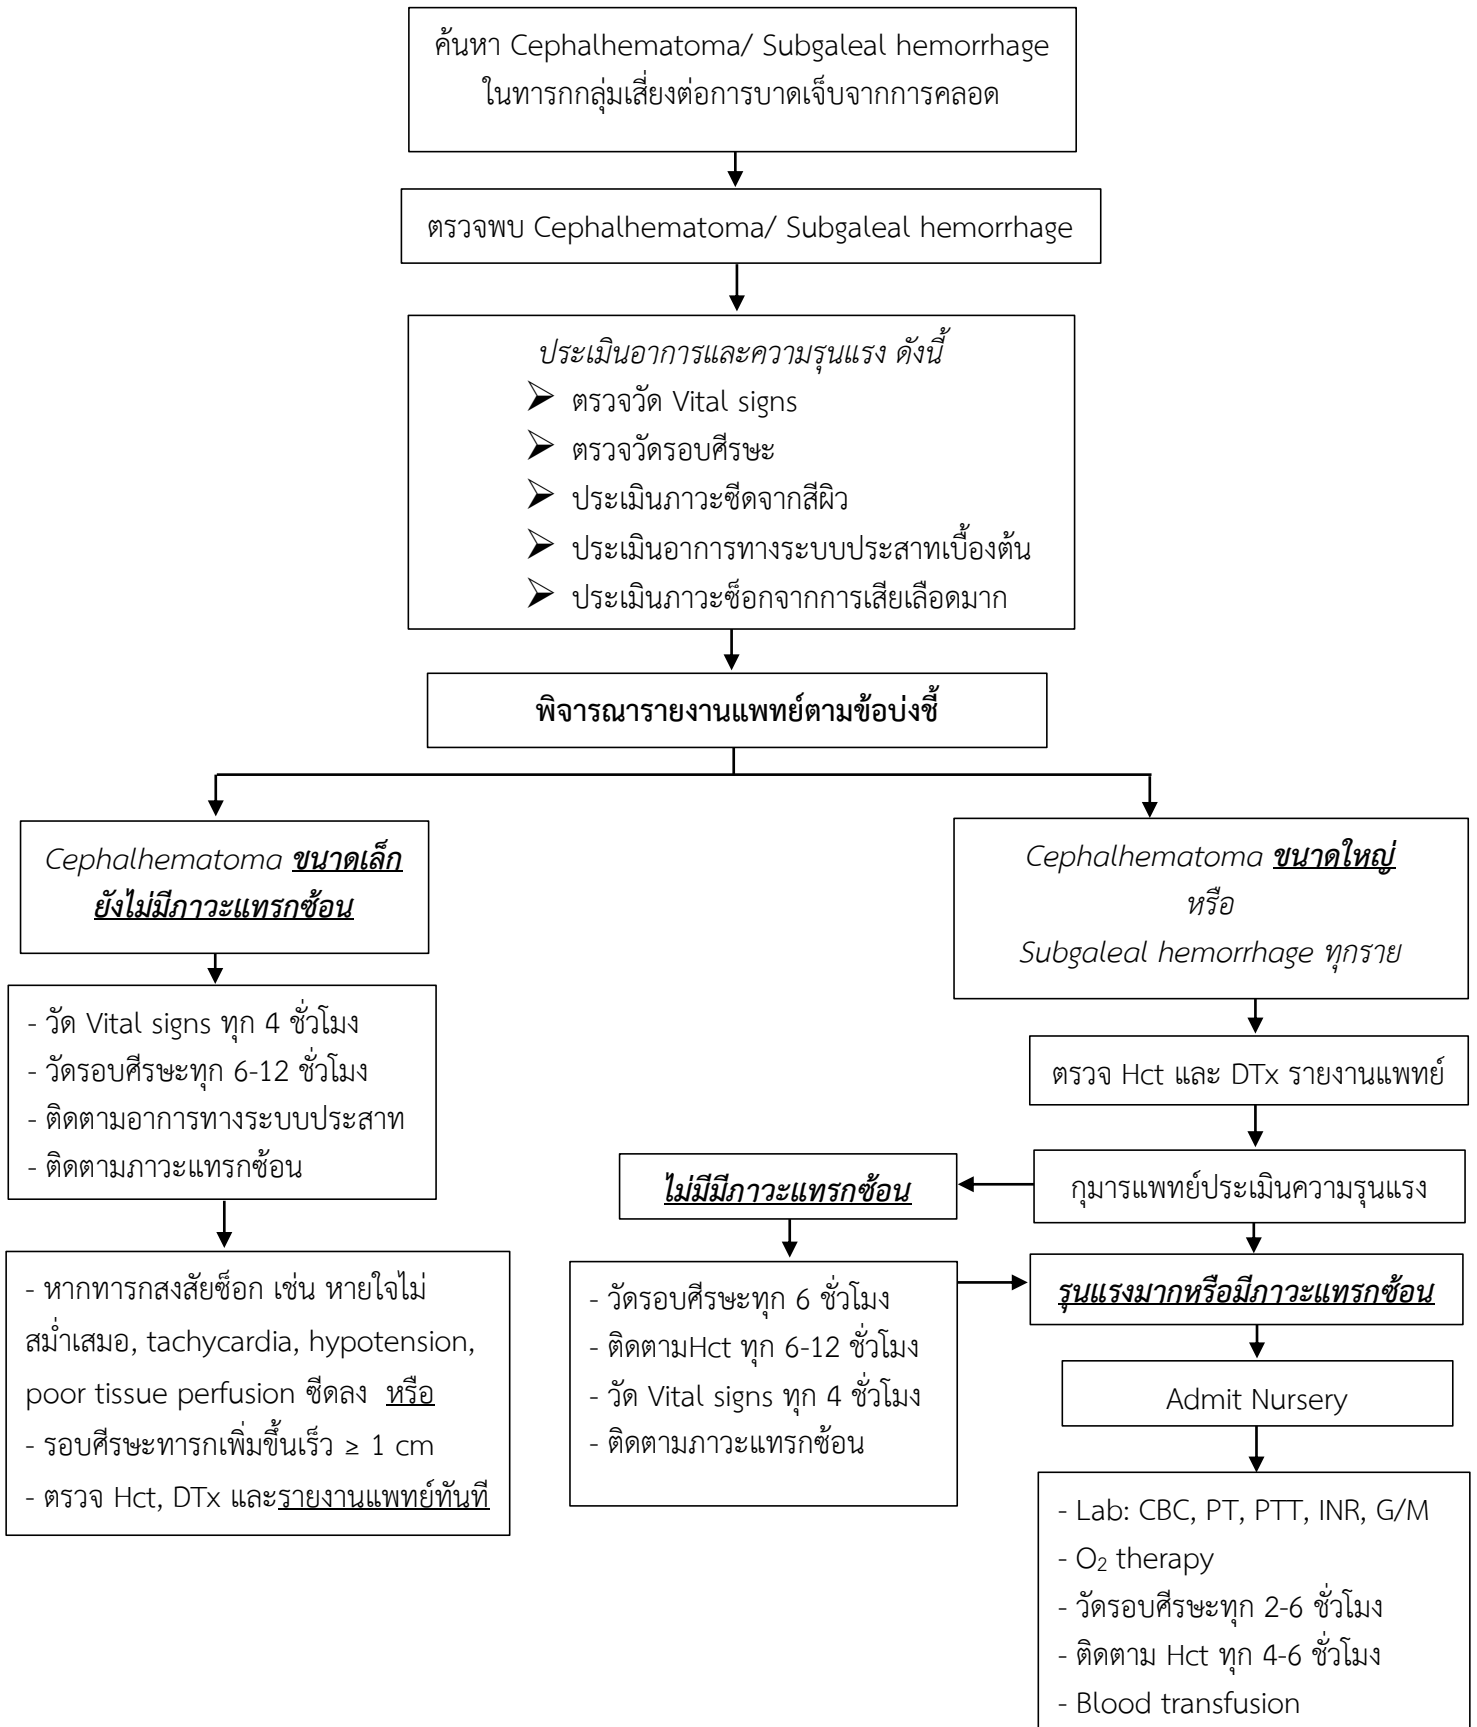 ค้นหา Cephalhematoma/ Subgaleal hemorrhage
ในทารกกลุ่มเสี่ยงต่อการบาดเจ็บจากการคลอด
ตรวจพบ Cephalhematoma/ Subgaleal hemorrhage
ประเมินอาการและความรุนแรง ดังนี้
➢ ตรวจวัด Vital signs
➢ ตรวจวัดรอบศีรษะ
➢ ประเมินภาวะซีดจากสีผิว
➢ ประเมินอาการทางระบบประสาทเบื้องต้น
➢ ประเมินภาวะช็อกจากการเสียเลือดมาก
พิจารณารายงานแพทย์ตามข้อบ่งชี้
Cephalhematoma ขนาดเล็ก
ยังไม่มีภาวะแทรกซ้อน
- วัด Vital signs ทุก 4 ชั่วโมง
- วัดรอบศีรษะทุก 6-12 ชั่วโมง
- ติดตามอาการทางระบบประสาท
- ติดตามภาวะแทรกซ้อน
- หากทารกสงสัยช็อก เช่น หายใจไม่
สม่ำเสมอ, tachycardia, hypotension,
poor tissue perfusion ซีดลง หรือ
- รอบศีรษะทารกเพิ่มขึ้นเร็ว ≥ 1 cm
- ตรวจ Hct, DTx และรายงานแพทย์ทันที
Cephalhematoma ขนาดใหญ่
หรือ
Subgaleal hemorrhage ทุกราย
ตรวจ Hct และ DTx รายงานแพทย์
กุมารแพทย์ประเมินความรุนแรง
ไม่มีมีภาวะแทรกซ้อน
- วัดรอบศีรษะทุก 6 ชั่วโมง
- ติดตามHct ทุก 6-12 ชั่วโมง
- วัด Vital signs ทุก 4 ชั่วโมง
- ติดตามภาวะแทรกซ้อน
รุนแรงมากหรือมีภาวะแทรกซ้อน
Admit Nursery
- Lab: CBC, PT, PTT, INR, G/M
- O₂ therapy
- วัดรอบศีรษะทุก 2-6 ชั่วโมง
- ติดตาม Hct ทุก 4-6 ชั่วโมง
- Blood transfusion